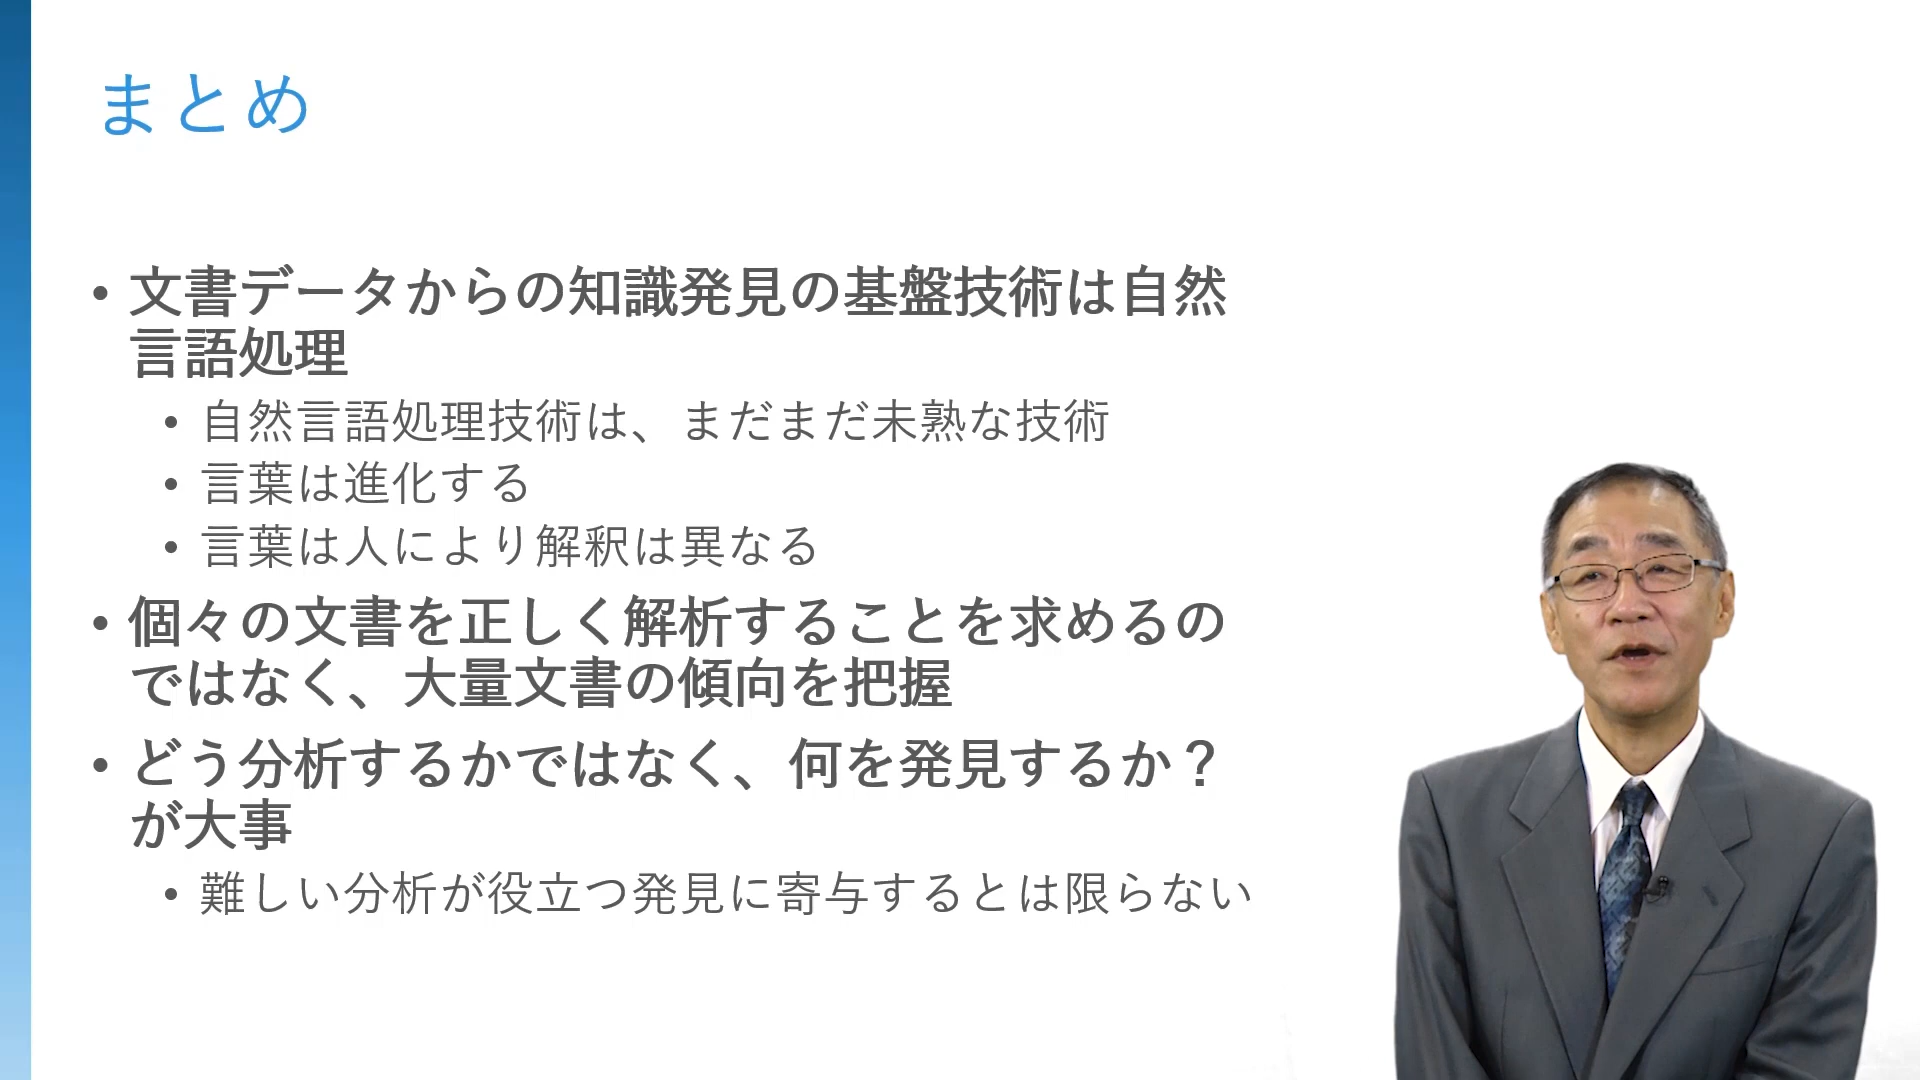 まとめ
• 文書データからの知識発見の基盤技術は自然
言語処理
• 自然言語処理技術は、まだまだ未熟な技術
• 言葉は進化する
• 言葉は人により解釈は異なる
• 個々の文書を正しく解析することを求めるの
ではなく、大量文書の傾向を把握
• どう分析するかではなく、何を発見するか？
が大事
• 難しい分析が役立つ発見に寄与するとは限らない